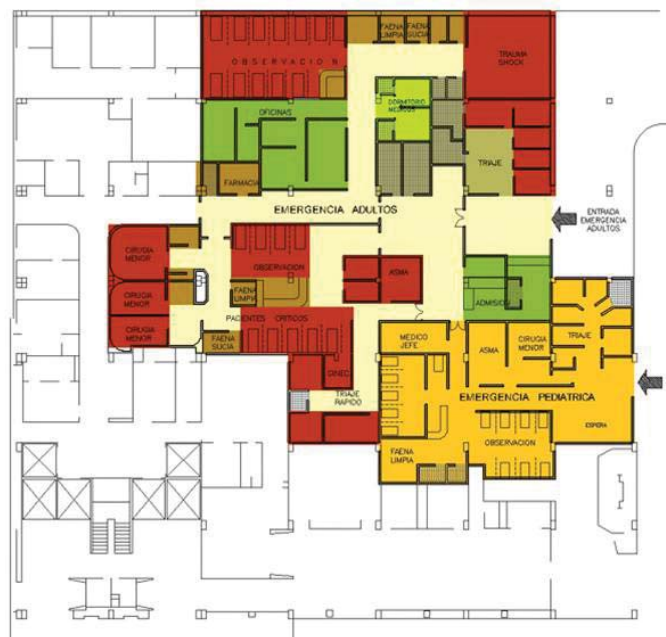 FAENA
LIMPIA
FAENA
SUCIA
OBSERVACION
TRAUMA
SHOCK
OFICINAS
DORMITORIO
MEDICOS
TRIAJE
FARMACIA
EMERGENCIA ADULTOS
ENTRADA
EMERGENCIA
ADULTOS
CIRUGIA
MENOR
OBSERVACION
ASMA
CIRUGIA
MENOR
FAENA
LIMPIA
ADMISION
PACIENTES CRITICOS
CIRUGIA
MENOR
FAENA
SUCIA
MEDICO
JEFE
ASMA
CIRUGIA
MENOR
TRIAJE
GINEC.
TRIAJE
RAPIDO
EMERGENCIA PEDIATRICA
ESPERA
OBSERVACION
FAENA
LIMPIA